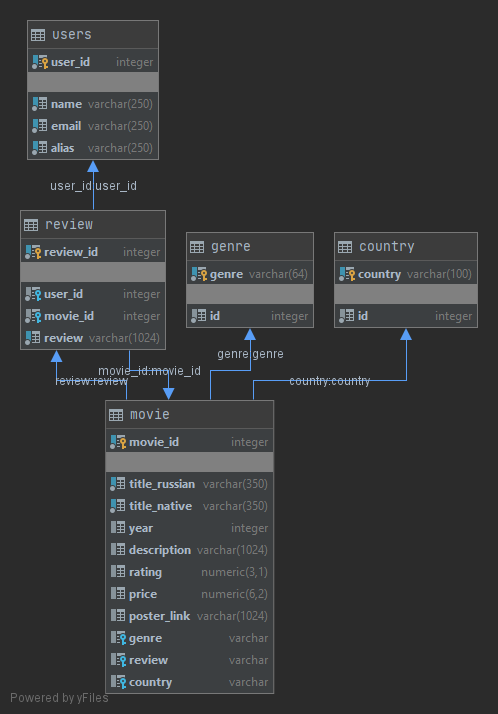 users
user_id integer
name varchar(250)
email varchar(250)
alias varchar(250)
user_id:user_id
review
review_id integer
user_id integer
movie_id integer
review varchar(1024)
genre
genre varchar(64)
id integer
country
country varchar(100)
id integer
genre:genre
movie_id:movie_id
review:review
country:country
movie
movie_id integer
title_russian varchar(350)
title_native varchar(350)
year integer
description varchar(1024)
rating numeric(3,1)
price numeric(6,2)
poster_link varchar(1024)
genre varchar
review varchar
country varchar
Powered by yFiles